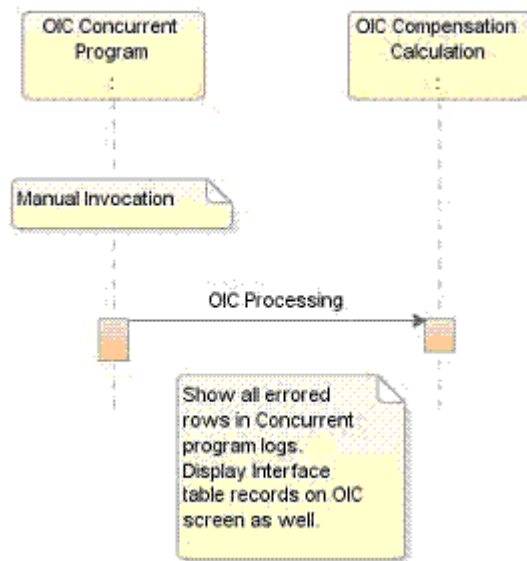 OIC Concurrent
Program
:
OIC Compensation
Calculation
:
Manual Invocation
OIC Processing
Show all errored
rows in Concurrent
program logs.
Display Interface
table records on OIC
screen as well.